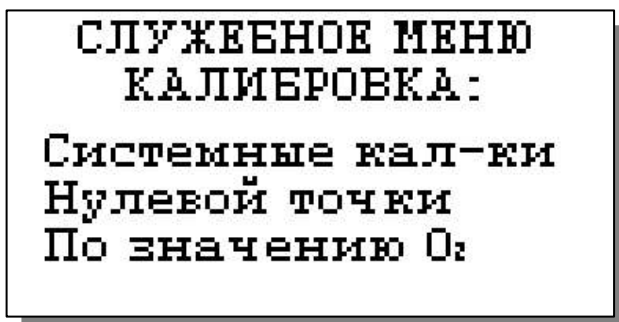 СЛУЖЕБНОЕ МЕНЮ
КАЛИБРОВКА:
Системные кал-ки
Нулевой точки
По значению O₂